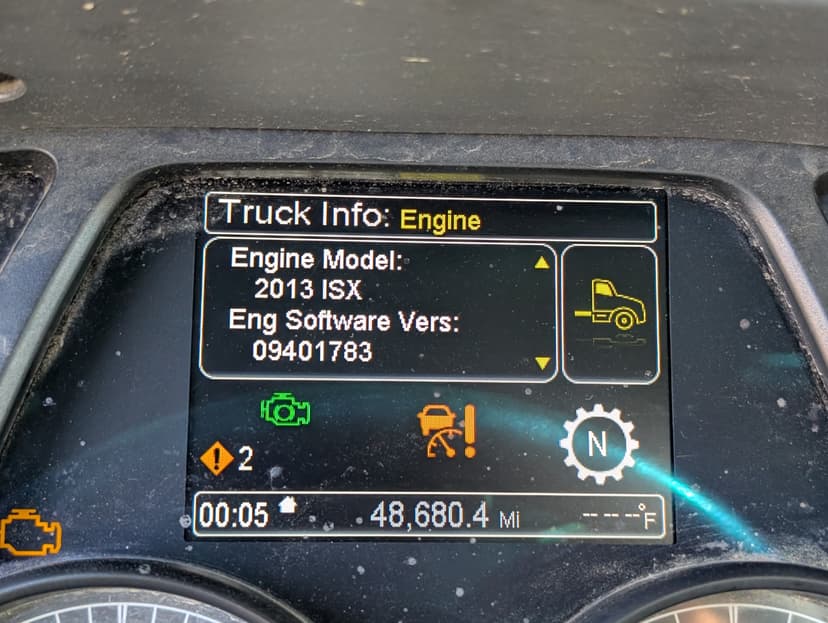 Truck Info: Engine
Engine Model:
2013 ISX
Eng Software Vers:
09401783
2
N
00:05 48,680.4 Mi -- -- --°F